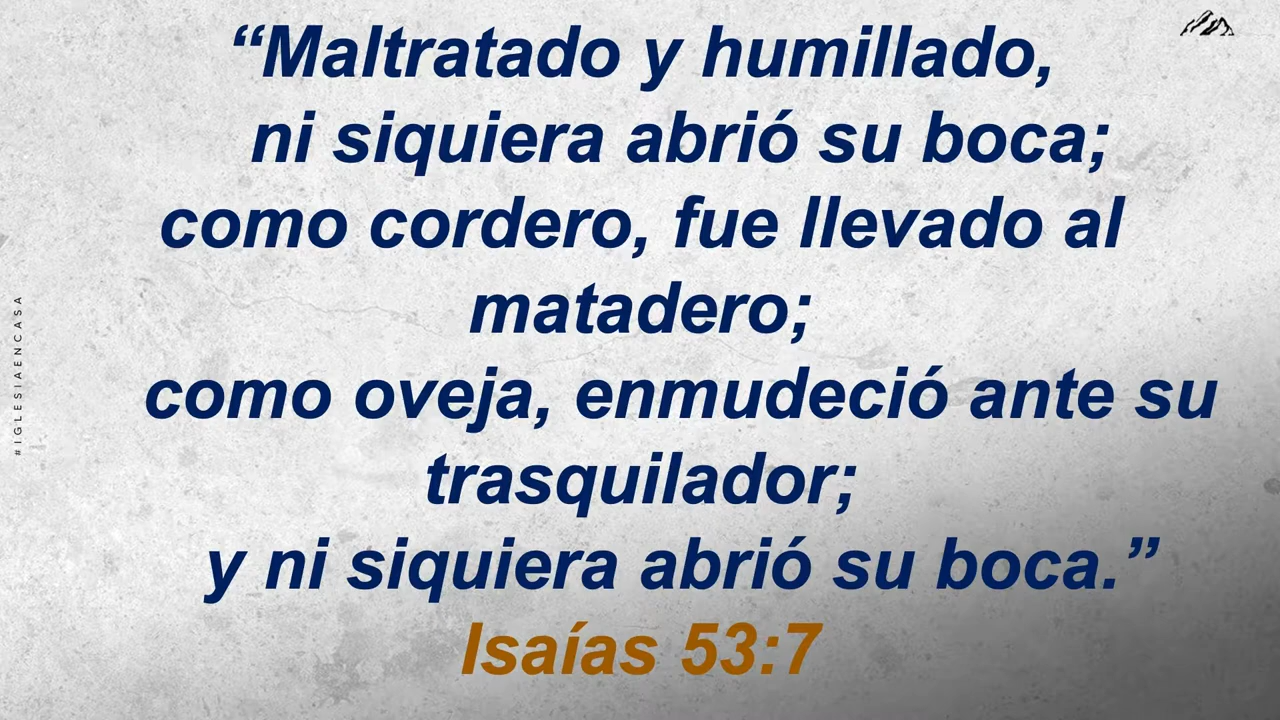 “Maltratado y humillado,
ni siquiera abrió su boca;
como cordero, fue llevado al
matadero;
como oveja, enmudeció ante su
trasquilador;
y ni siquiera abrió su boca.”
Isaías 53:7
#IGLESIAENCASA